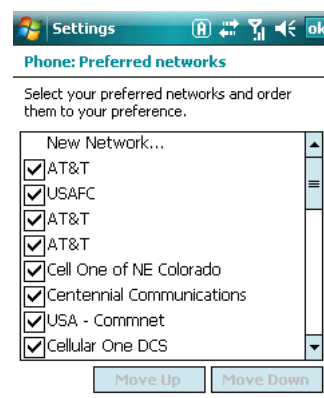 Settings
A
ok
Phone: Preferred networks
Select your preferred networks and order
them to your preference.
New Network...
AT&T
USAFC
AT&T
AT&T
Cell One of NE Colorado
Centennial Communications
USA - Commnet
Cellular One DCS
Move Up Move Down